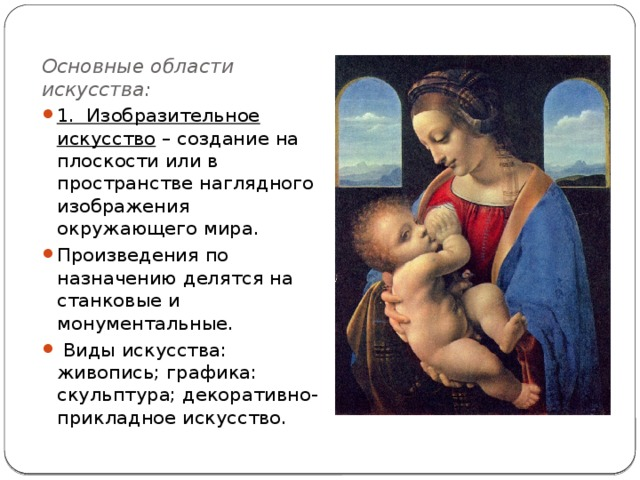 Основные области
искусства:
1.  Изобразительное
искусство – создание на
плоскости или в
пространстве наглядного
изображения
окружающего мира.
Произведения по
назначению делятся на
станковые и
монументальные.
Виды искусства:
живопись; графика:
скульптура; декоративно-
прикладное искусство.